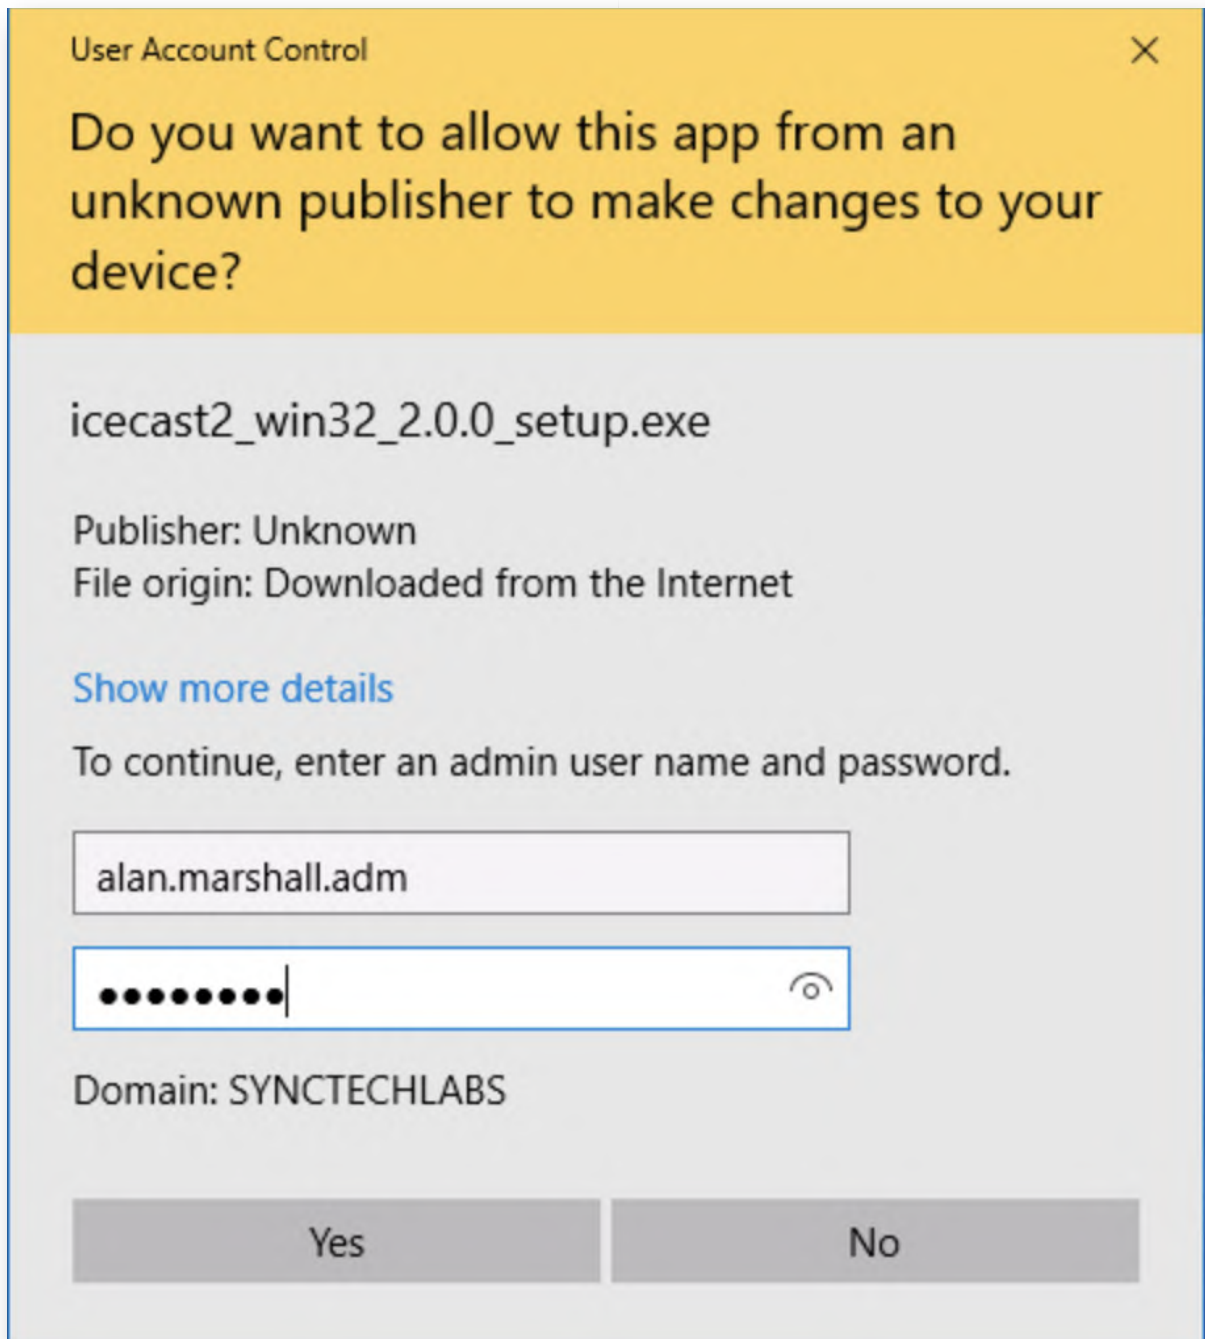 User Account Control
Do you want to allow this app from an
unknown publisher to make changes to your
device?
icecast2_win32_2.0.0_setup.exe
Publisher: Unknown
File origin: Downloaded from the Internet
Show more details
To continue, enter an admin user name and password.
alan.marshall.adm
●●●●●●●●
Domain: SYNCTECHLABS
Yes No